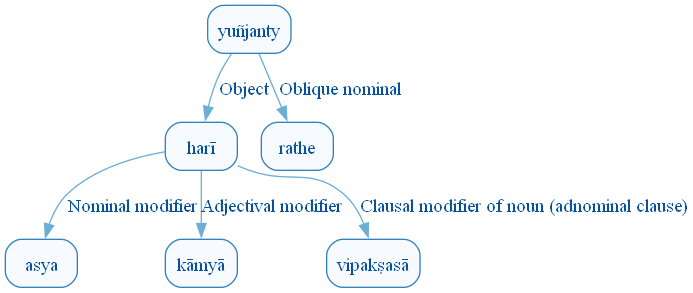 yuñjanty
Object Oblique nominal
harī rathe
Nominal modifier Adjectival modifier Clausal modifier of noun (adnominal clause)
asya kāmyā vipakṣasā